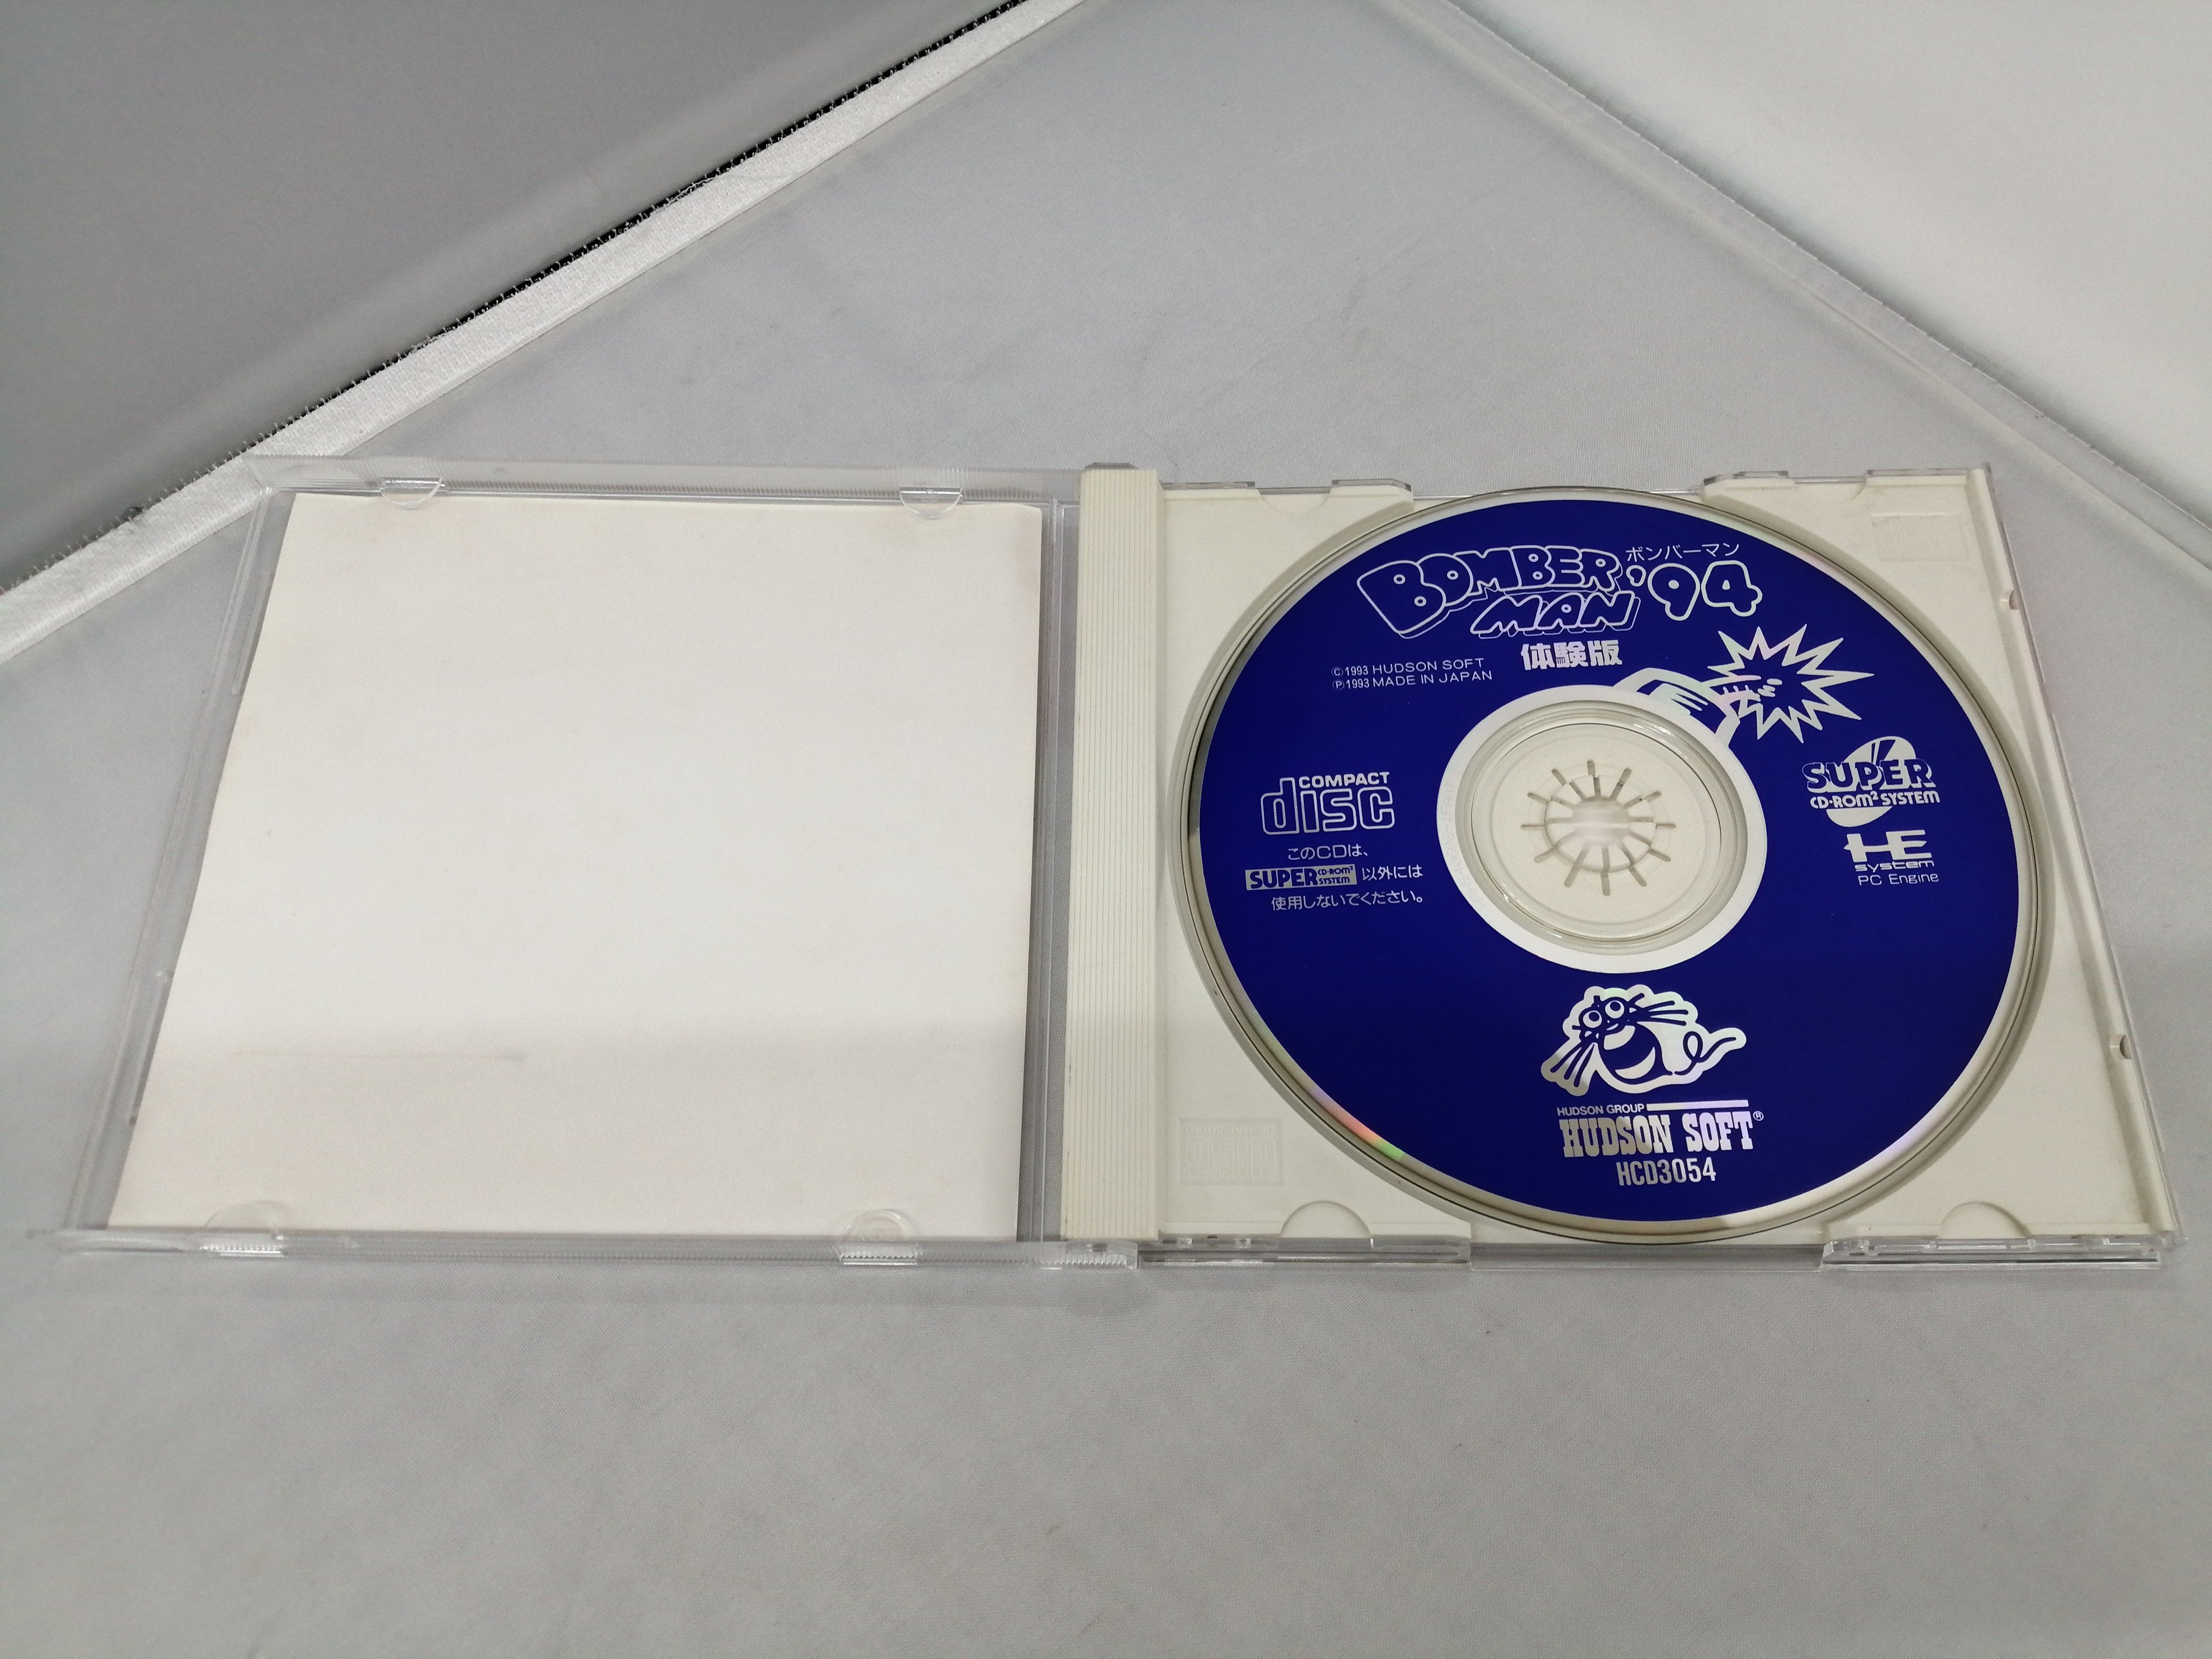 BOMBER
MAN
ボンバーマン
'94
体験版
©1993 HUDSON SOFT
Ⓟ1993 MADE IN JAPAN
COMPACT
disc
このCDは、
SUPER CD-ROM² SYSTEM 以外には
使用しないでください。
SUPER
CD-ROM² SYSTEM
HE
system
PC Engine
HUDSON GROUP
HUDSON SOFT®
HCD3054